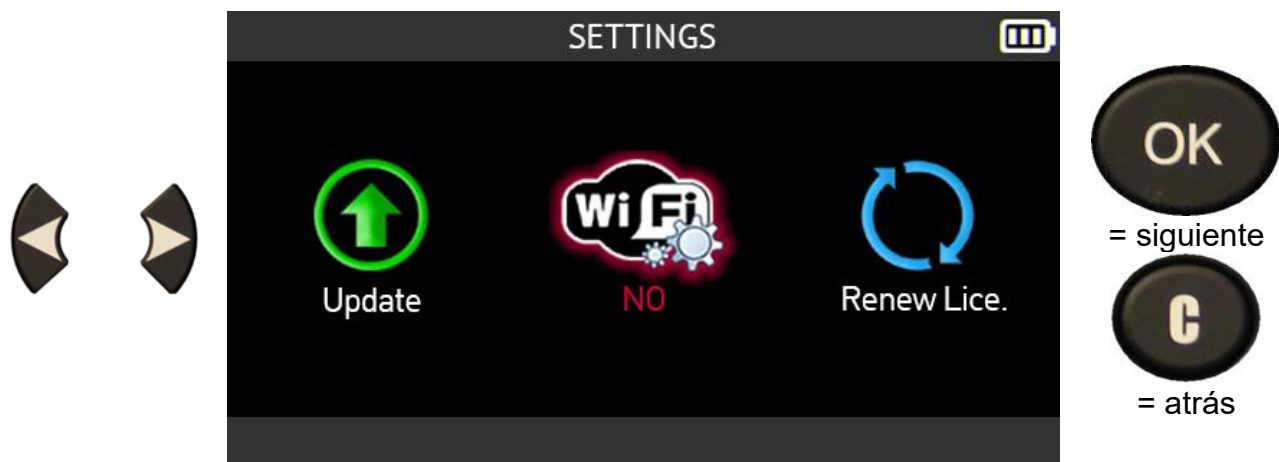 SETTINGS
Wi Fi
Update
NO
Renew Lice.
OK
= siguiente
C
= atrás